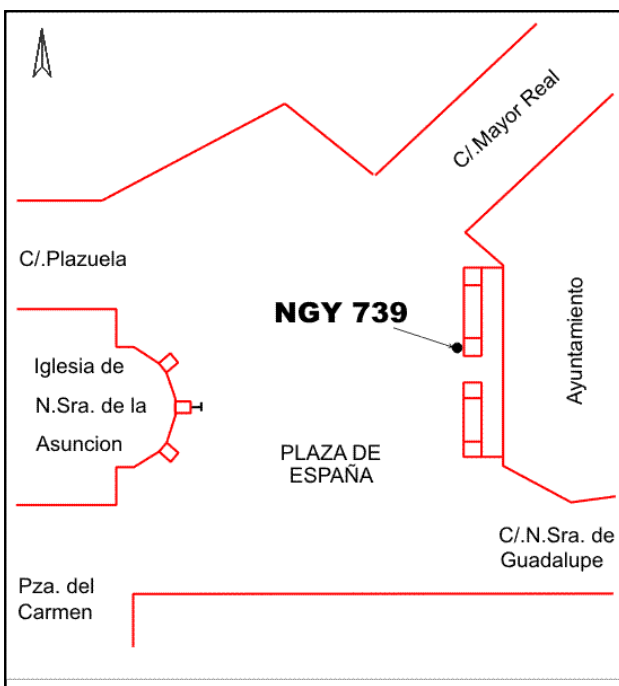 C/.Mayor Real
C/.Plazuela
NGY 739
Ayuntamiento
Iglesia de
N.Sra. de la
Asuncion
PLAZA DE
ESPAÑA
C/.N.Sra. de
Guadalupe
Pza. del
Carmen